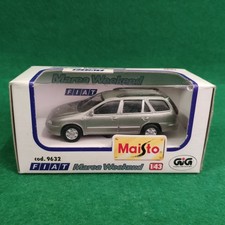 FIAT
Marea Weekend
Maisto
cod. 9632
FIAT Marea Weekend 1:43 GiG